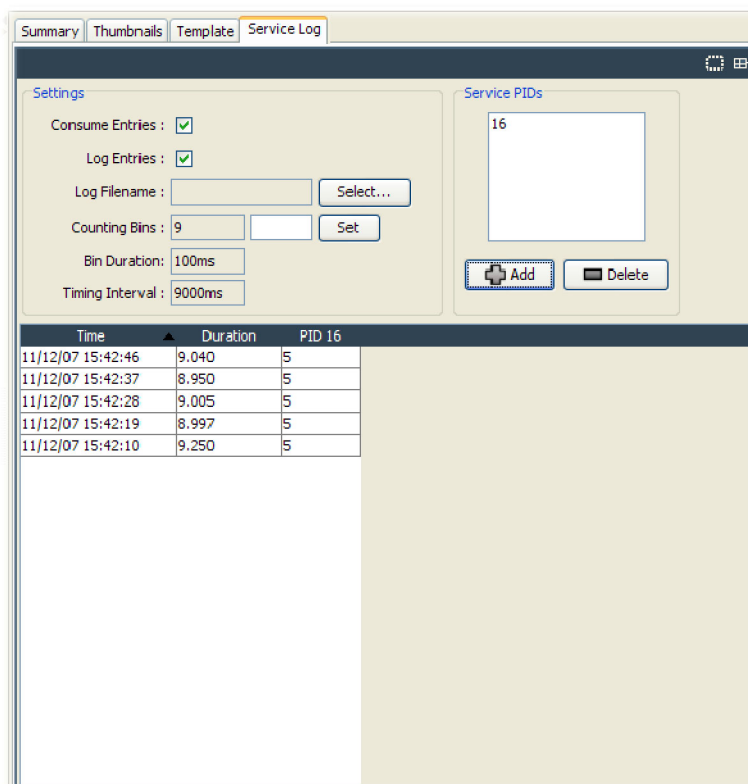 Summary Thumbnails Template Service Log
Settings
Consume Entries :
Log Entries :
Log Filename : Select...
Counting Bins : 9 Set
Bin Duration: 100ms
Timing Interval : 9000ms
Service PIDs
16
Add Delete
Time Duration PID 16
11/12/07 15:42:46 9.040 5
11/12/07 15:42:37 8.950 5
11/12/07 15:42:28 9.005 5
11/12/07 15:42:19 8.997 5
11/12/07 15:42:10 9.250 5